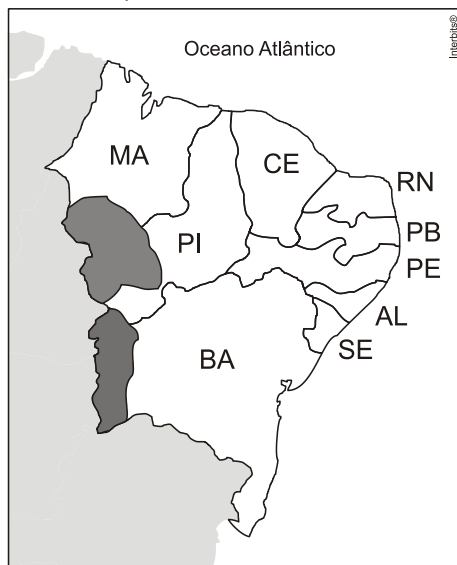 Oceano Atlântico
Interbits®
MA
CE
RN
PI
PB
PE
AL
SE
BA